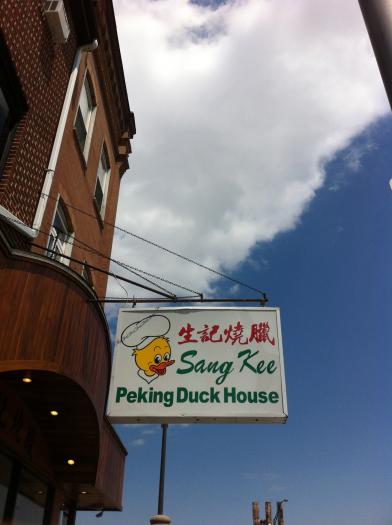 生記燒臘
Sang Kee
Peking Duck House